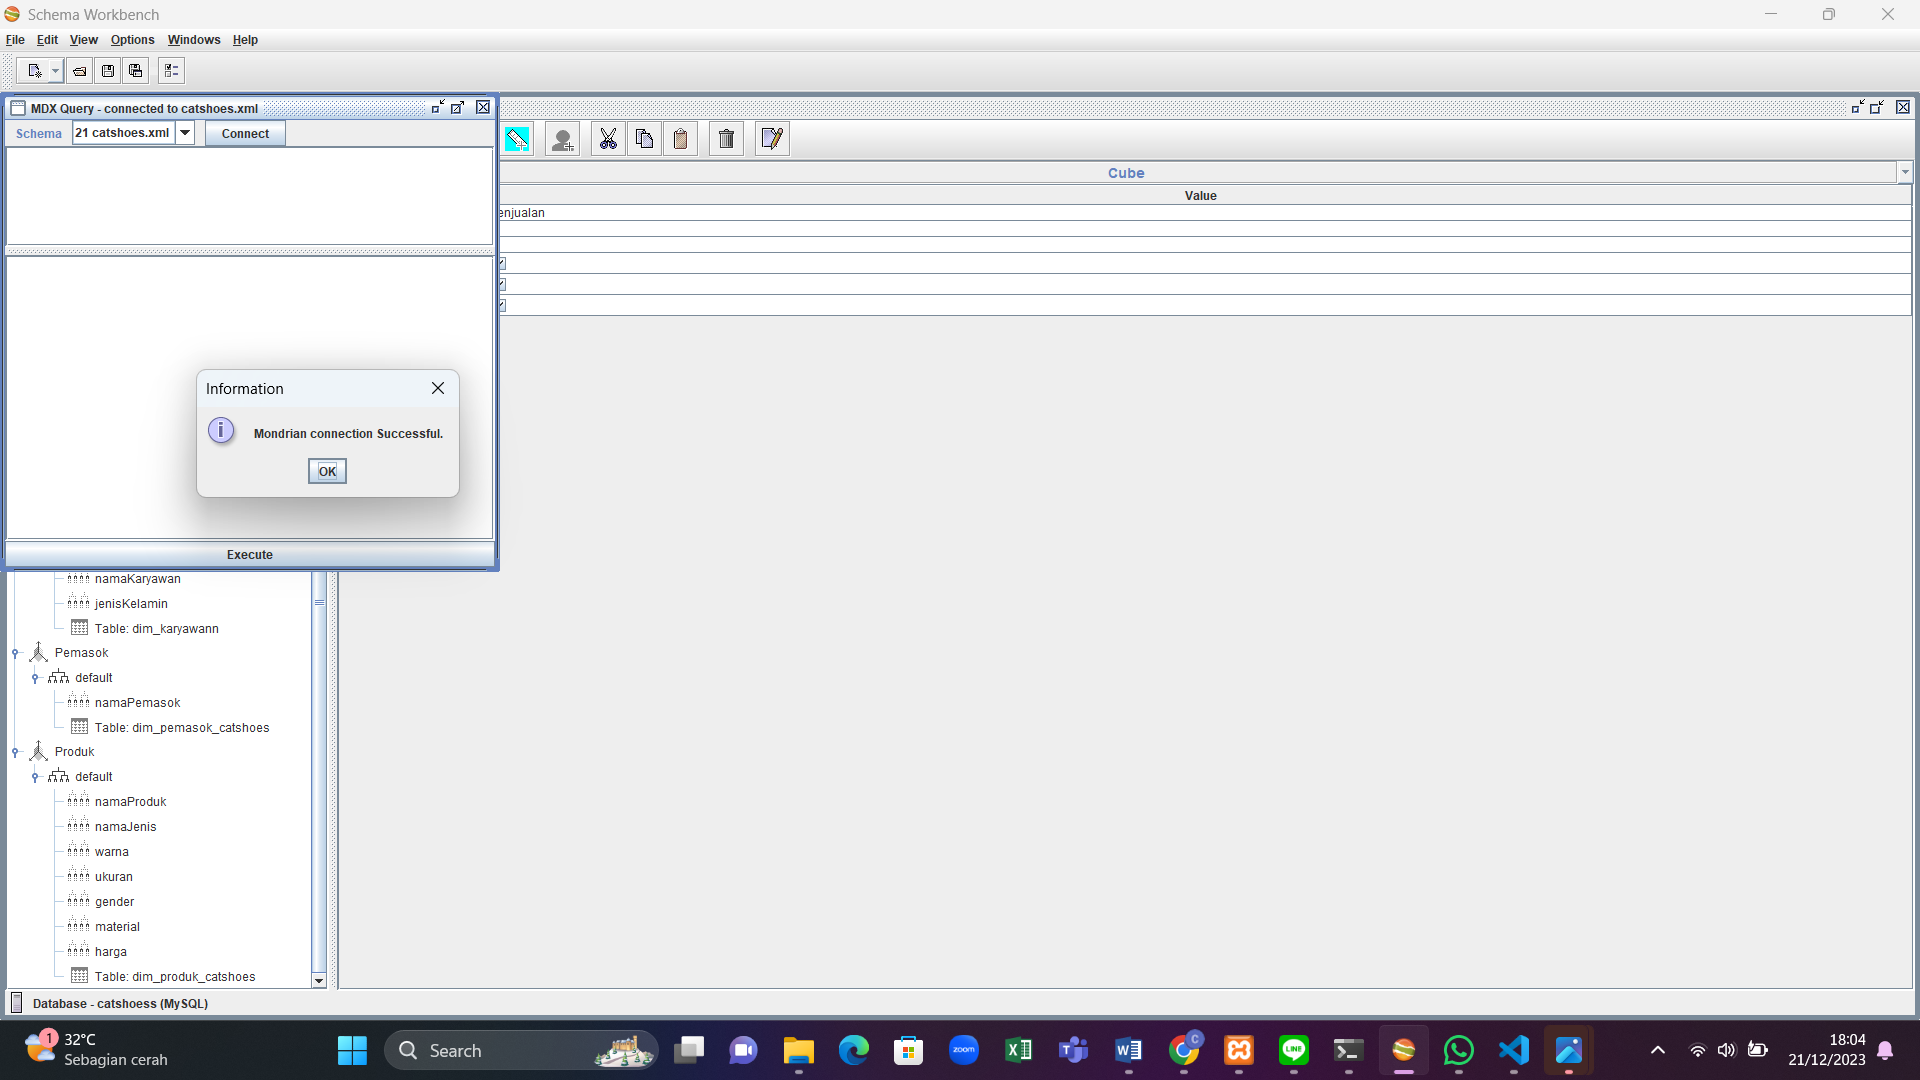 Schema Workbench
File Edit View Options Windows Help
MDX Query - connected to catshoes.xml
Schema 21 catshoes.xml Connect
Cube
Value
enjualan
Information
Mondrian connection Successful.
OK
Execute
namaKaryawan
jenisKelamin
Table: dim_karyawann
Pemasok
default
namaPemasok
Table: dim_pemasok_catshoes
Produk
default
namaProduk
namaJenis
warna
ukuran
gender
material
harga
Table: dim_produk_catshoes
Database - catshoess (MySQL)
1
32°C
Sebagian cerah
Search
zoom
C
LINE
18:04
21/12/2023